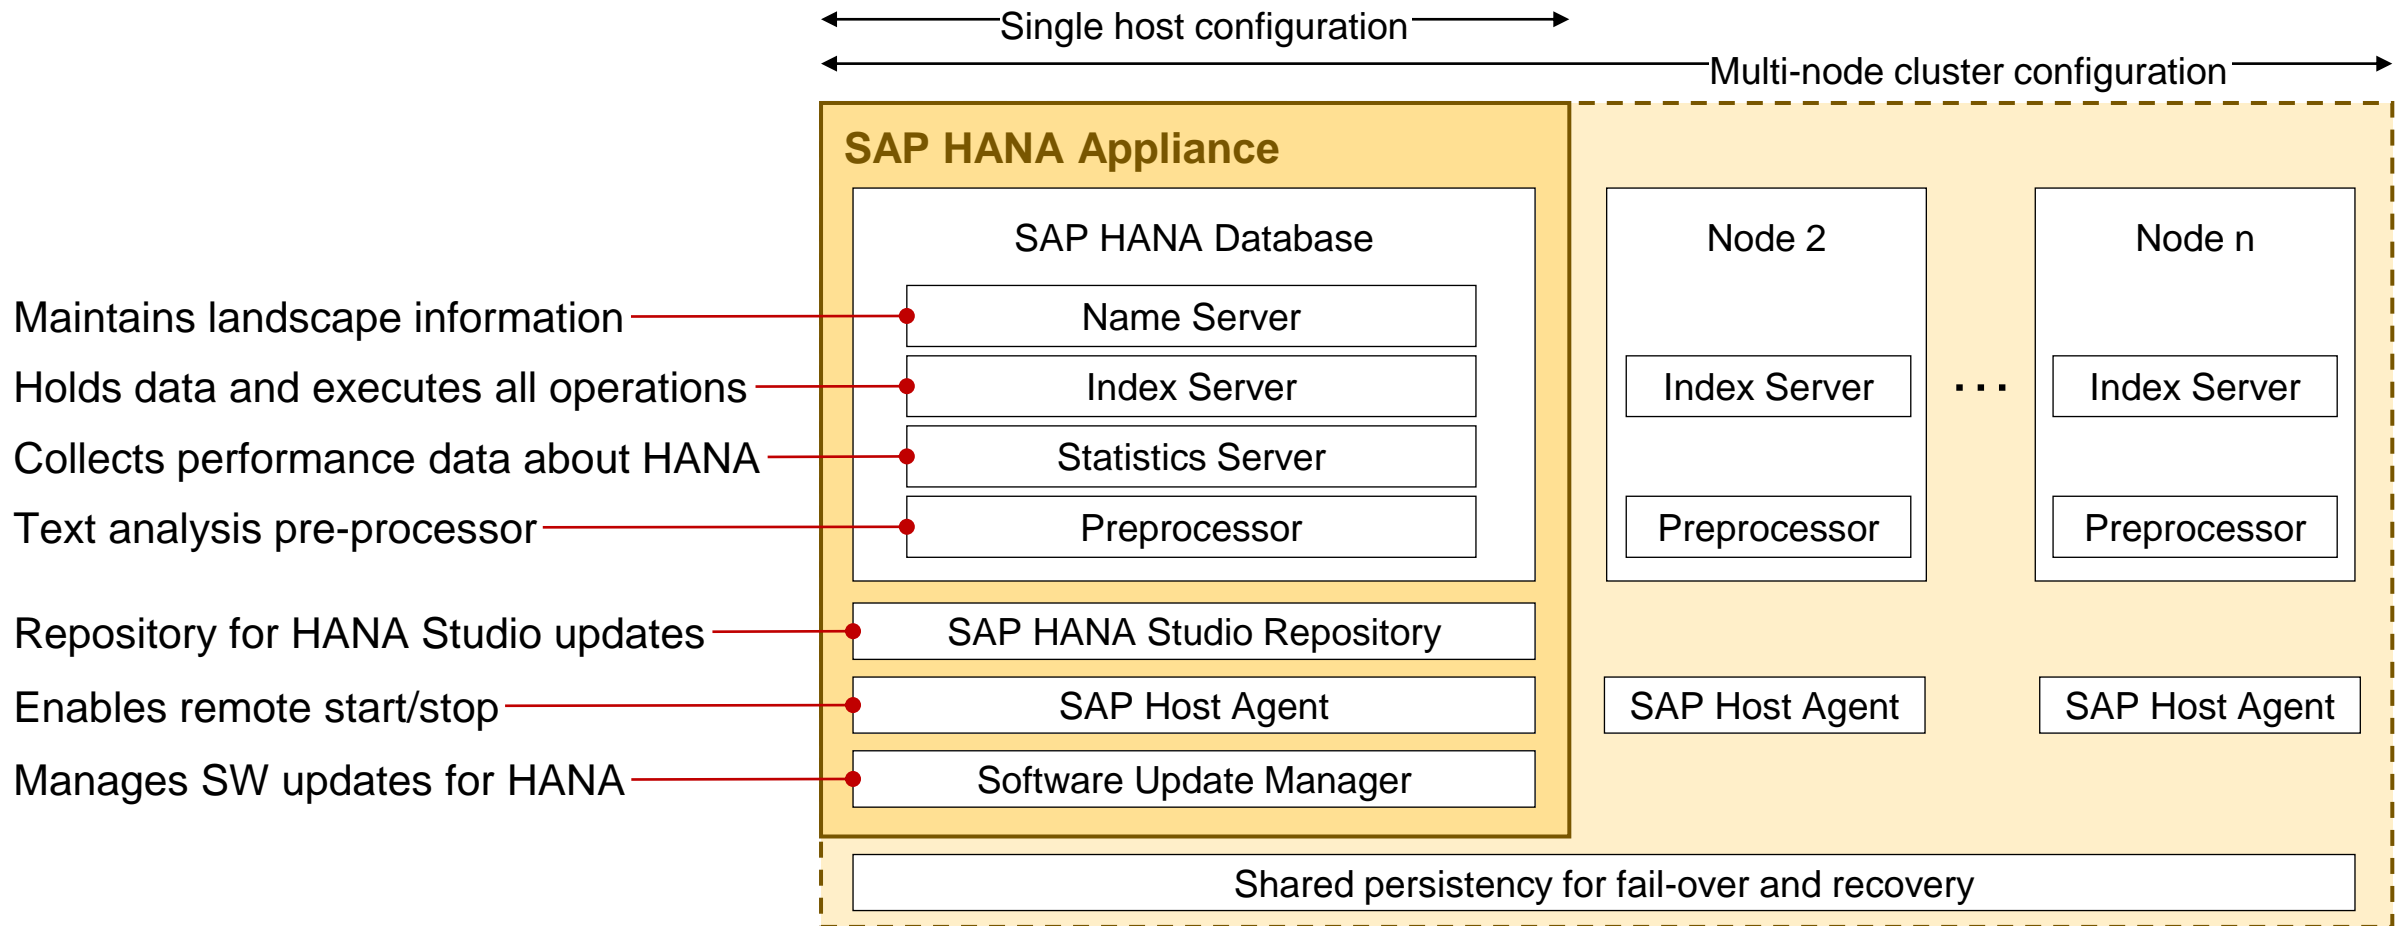 Single host configuration
Multi-node cluster configuration
SAP HANA Appliance
SAP HANA Database
Node 2
Node n
Maintains landscape information
Name Server
Holds data and executes all operations
Index Server
Index Server
...
Index Server
Collects performance data about HANA
Statistics Server
Text analysis pre-processor
Preprocessor
Preprocessor
Preprocessor
Repository for HANA Studio updates
SAP HANA Studio Repository
Enables remote start/stop
SAP Host Agent
SAP Host Agent
SAP Host Agent
Manages SW updates for HANA
Software Update Manager
Shared persistency for fail-over and recovery